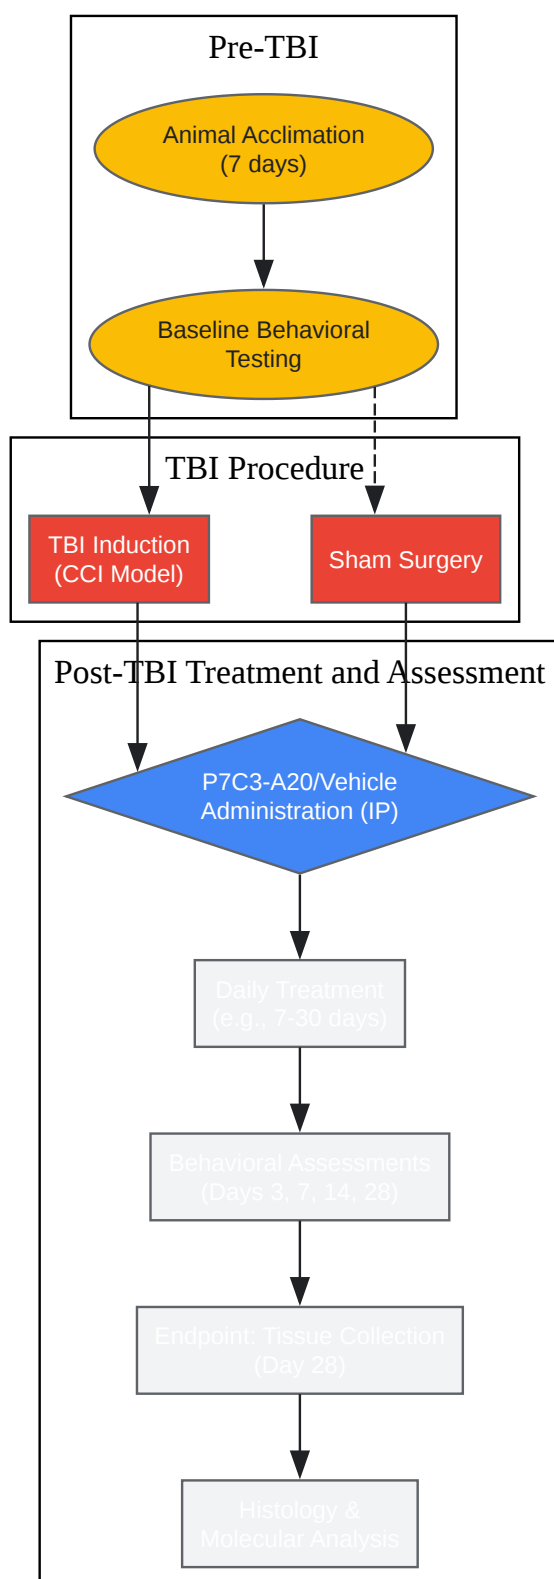 Pre-TBI
Animal Acclimation
(7 days)
Baseline Behavioral
Testing
TBI Procedure
TBI Induction
(CCI Model)
Sham Surgery
Post-TBI Treatment and Assessment
P7C3-A20/Vehicle
Administration (IP)
Daily Treatment
(e.g., 7-30 days)
Behavioral Assessments
(Days 3, 7, 14, 28)
Endpoint: Tissue Collection
(Day 28)
Histology &
Molecular Analysis